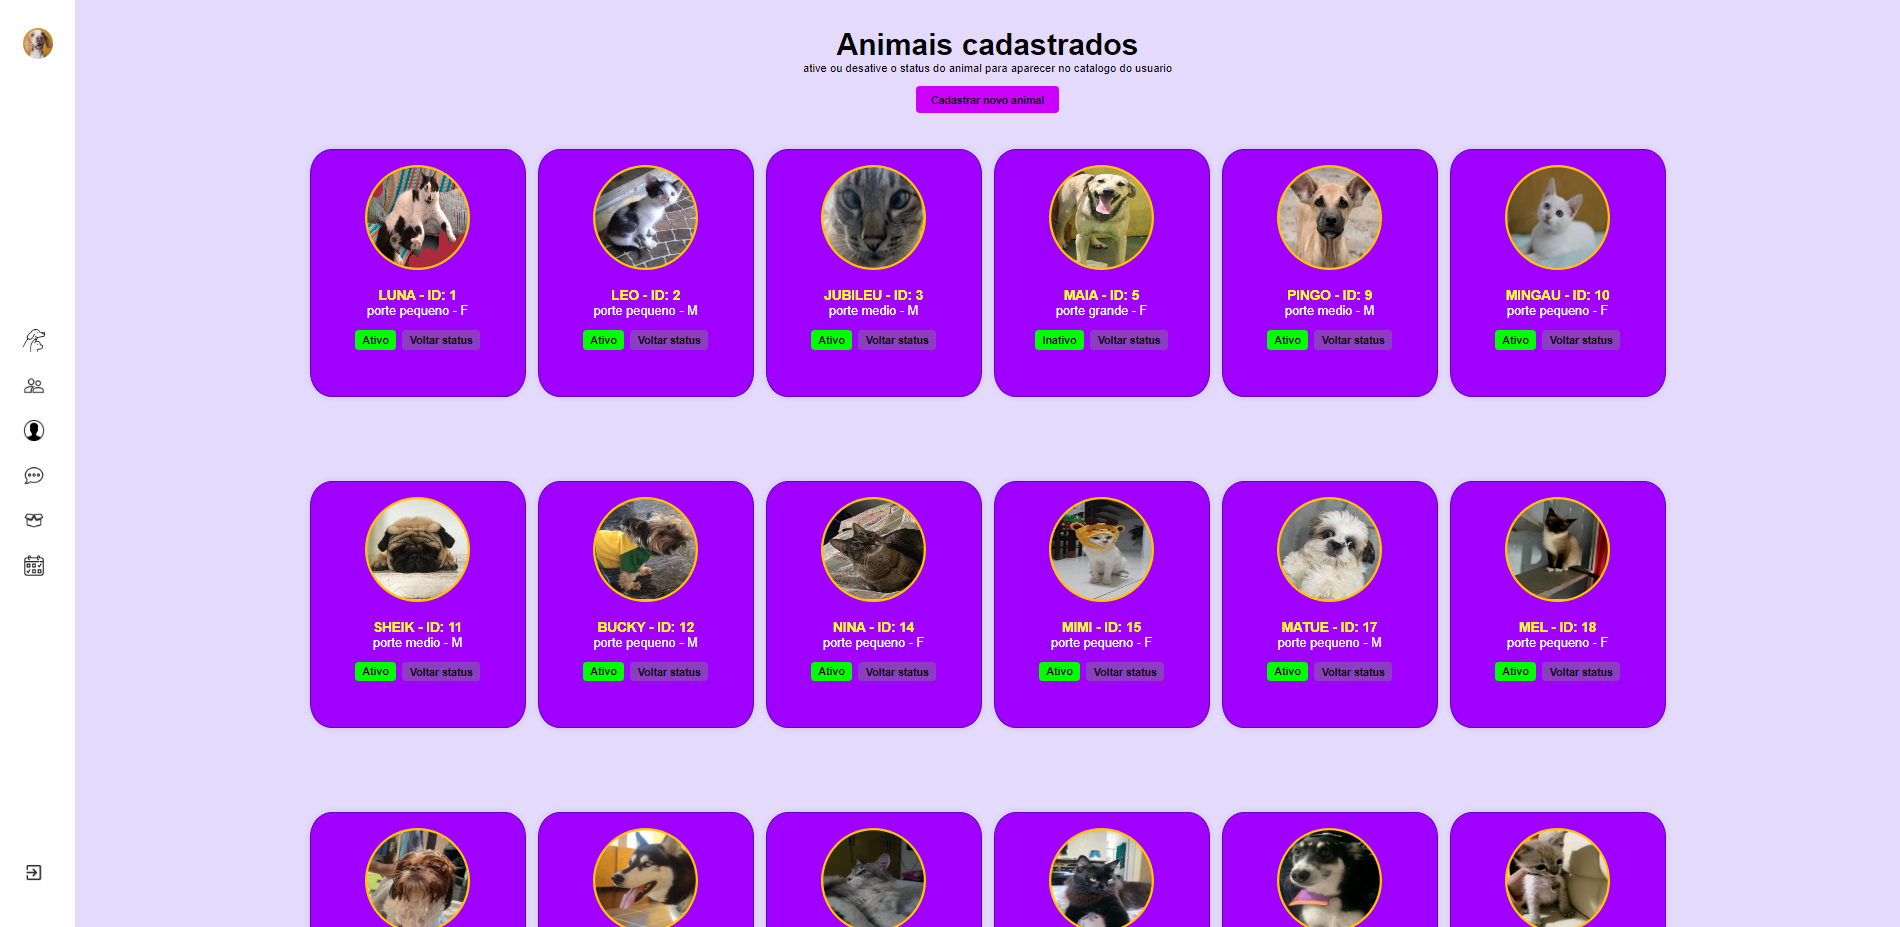 Animais cadastrados
ative ou desative o status do animal para aparecer no catalogo do usuario
Cadastrar novo animal
LUNA - ID: 1
porte pequeno - F
Ativo Voltar status
LEO - ID: 2
porte pequeno - M
Ativo Voltar status
JUBILEU - ID: 3
porte medio - M
Ativo Voltar status
MAIA - ID: 5
porte grande - F
Inativo Voltar status
PINGO - ID: 9
porte medio - M
Ativo Voltar status
MINGAU - ID: 10
porte pequeno - F
Ativo Voltar status
SHEIK - ID: 11
porte medio - M
Ativo Voltar status
BUCKY - ID: 12
porte pequeno - M
Ativo Voltar status
NINA - ID: 14
porte pequeno - F
Ativo Voltar status
MIMI - ID: 15
porte pequeno - F
Ativo Voltar status
MATUE - ID: 17
porte pequeno - M
Ativo Voltar status
MEL - ID: 18
porte pequeno - F
Ativo Voltar status